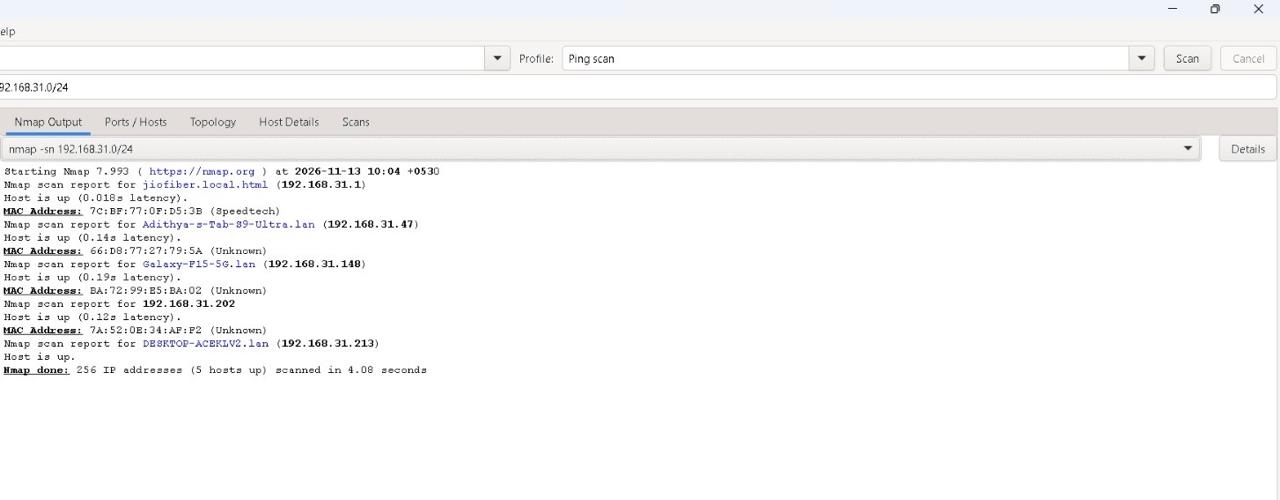 elp
Profile: Ping scan Scan Cancel
92.168.31.0/24
Nmap Output Ports / Hosts Topology Host Details Scans
nmap -sn 192.168.31.0/24 Details
Starting Nmap 7.993 ( https://nmap.org ) at 2026-11-13 10:04 +0530
Nmap scan report for jiofiber.local.html (192.168.31.1)
Host is up (0.018s latency).
MAC Address: 7C:BF:77:0F:D5:3B (Speedtech)
Nmap scan report for Adithya-s-Tab-S9-Ultra.lan (192.168.31.47)
Host is up (0.14s latency).
MAC Address: 66:D8:77:27:79:5A (Unknown)
Nmap scan report for Galaxy-F15-5G.lan (192.168.31.148)
Host is up (0.19s latency).
MAC Address: BA:72:99:E5:BA:02 (Unknown)
Nmap scan report for 192.168.31.202
Host is up (0.12s latency).
MAC Address: 7A:52:0E:34:AF:F2 (Unknown)
Nmap scan report for DESKTOP-ACEKLV2.lan (192.168.31.213)
Host is up.
Nmap done: 256 IP addresses (5 hosts up) scanned in 4.08 seconds